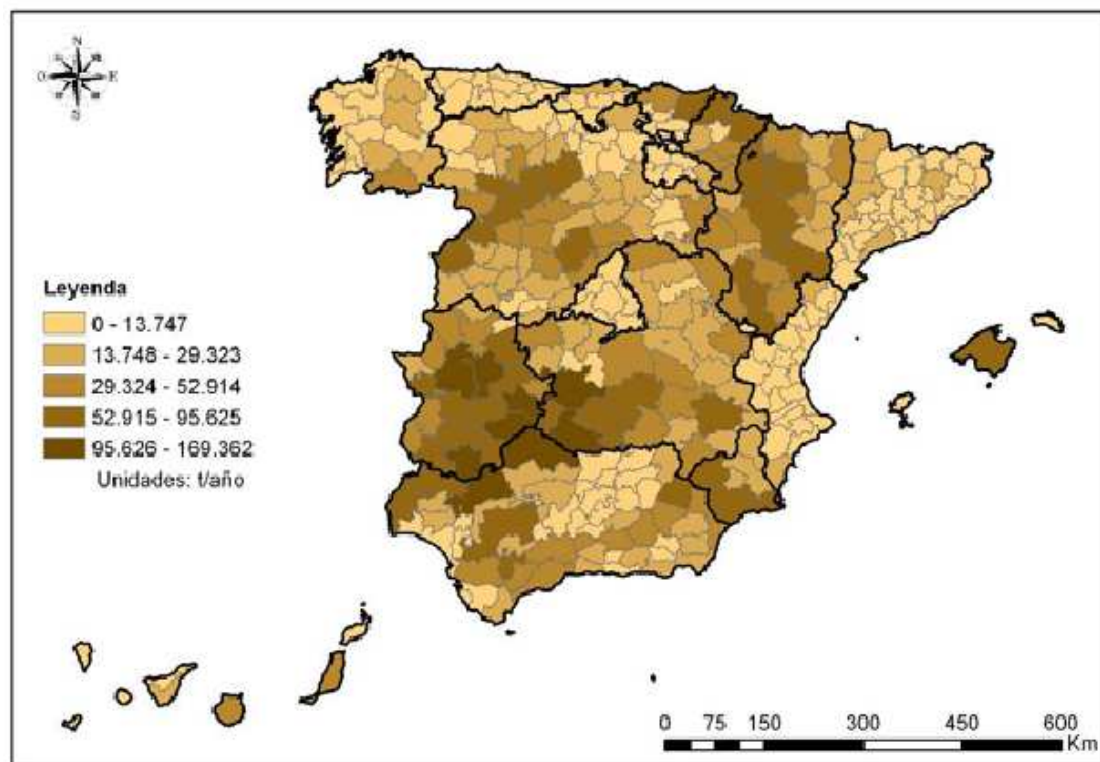 N
O E
S
Leyenda
0 - 13.747
13.748 - 29.323
29.324 - 52.914
52.915 - 95.625
95.626 - 169.362
Unidades: t/año
0 75 150 300 450 600
Km